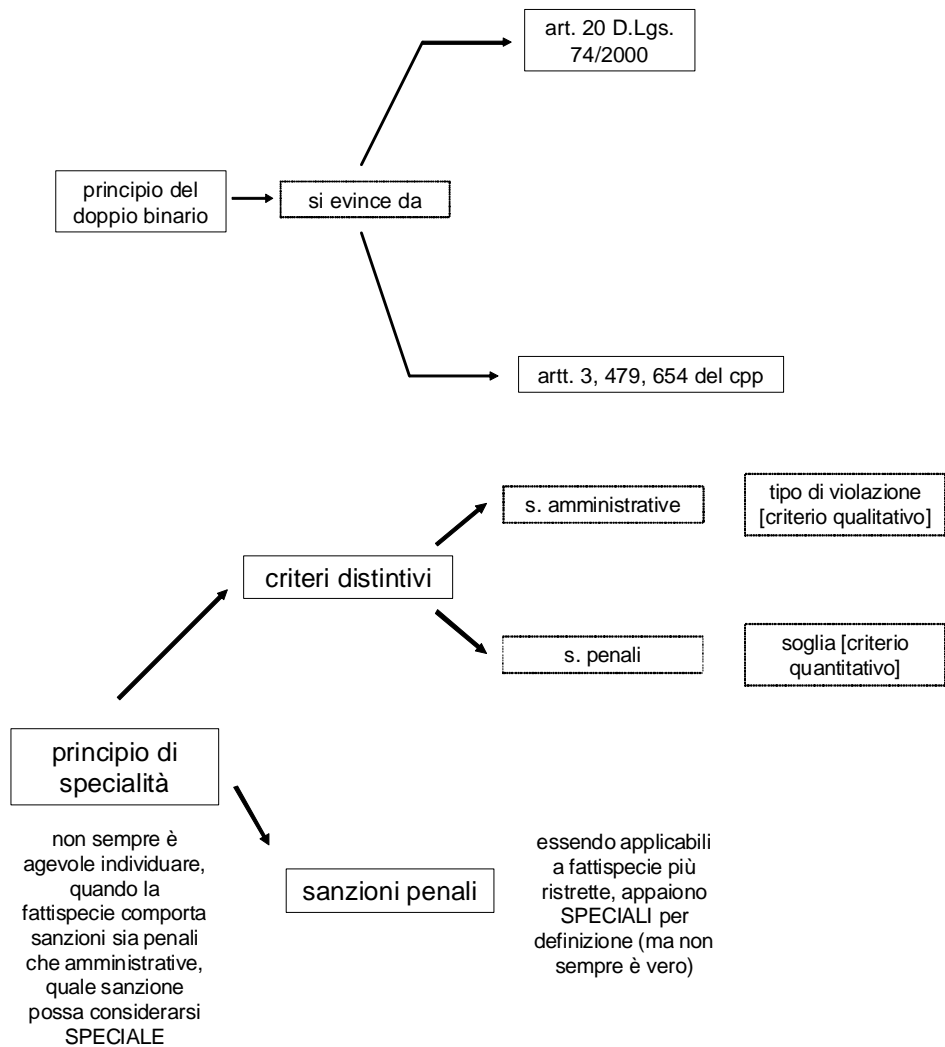 art. 20 D.Lgs.
74/2000
principio del
doppio binario
si evince da
artt. 3, 479, 654 del cpp
s. amministrative
tipo di violazione
[criterio qualitativo]
criteri distintivi
s. penali
soglia [criterio
quantitativo]
principio di
specialità
non sempre è
agevole individuare,
quando la
fattispecie comporta
sanzioni sia penali
che amministrative,
quale sanzione
possa considerarsi
SPECIALE
sanzioni penali
essendo applicabili
a fattispecie più
ristrette, appaiono
SPECIALI per
definizione (ma non
sempre è vero)